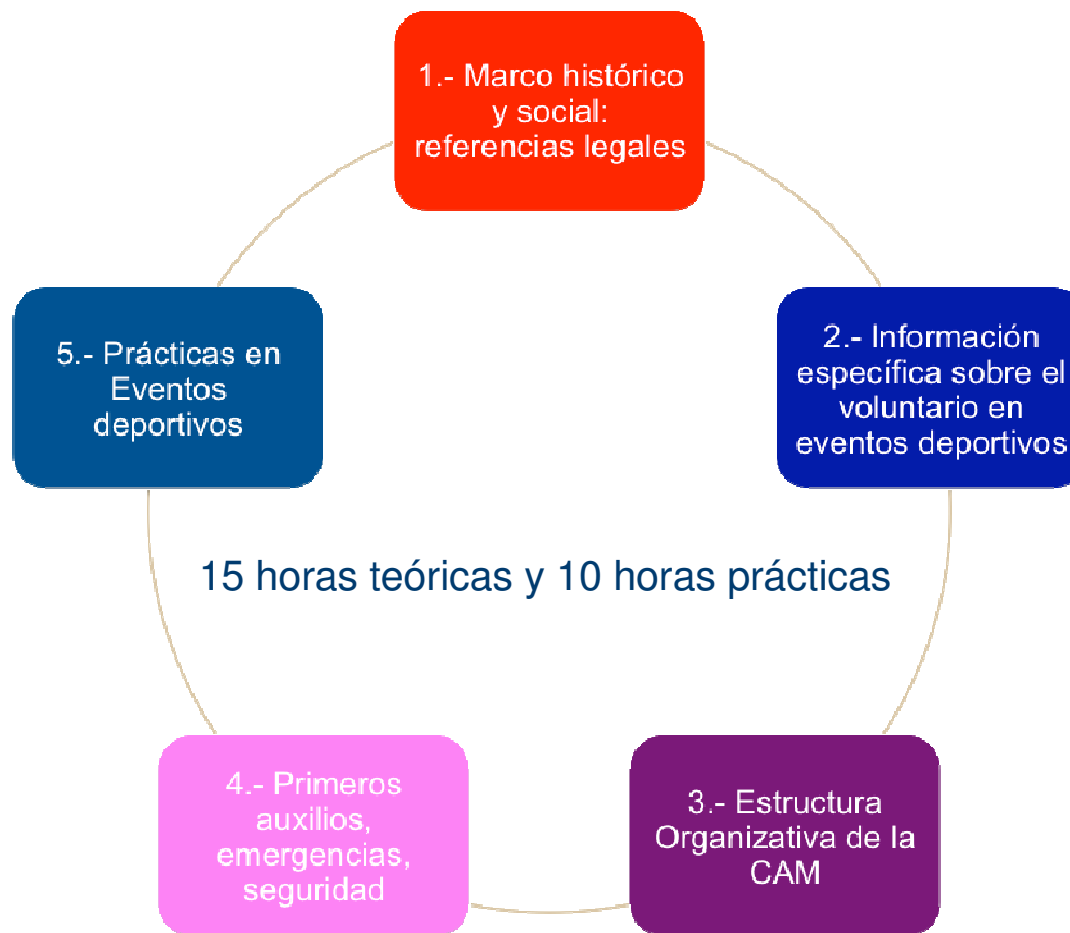 1.- Marco histórico
y social:
referencias legales
2.- Información
específica sobre el
voluntario en
eventos deportivos
3.- Estructura
Organizativa de la
CAM
4.- Primeros
auxilios,
emergencias,
seguridad
5.- Prácticas en
Eventos
deportivos
15 horas teóricas y 10 horas prácticas